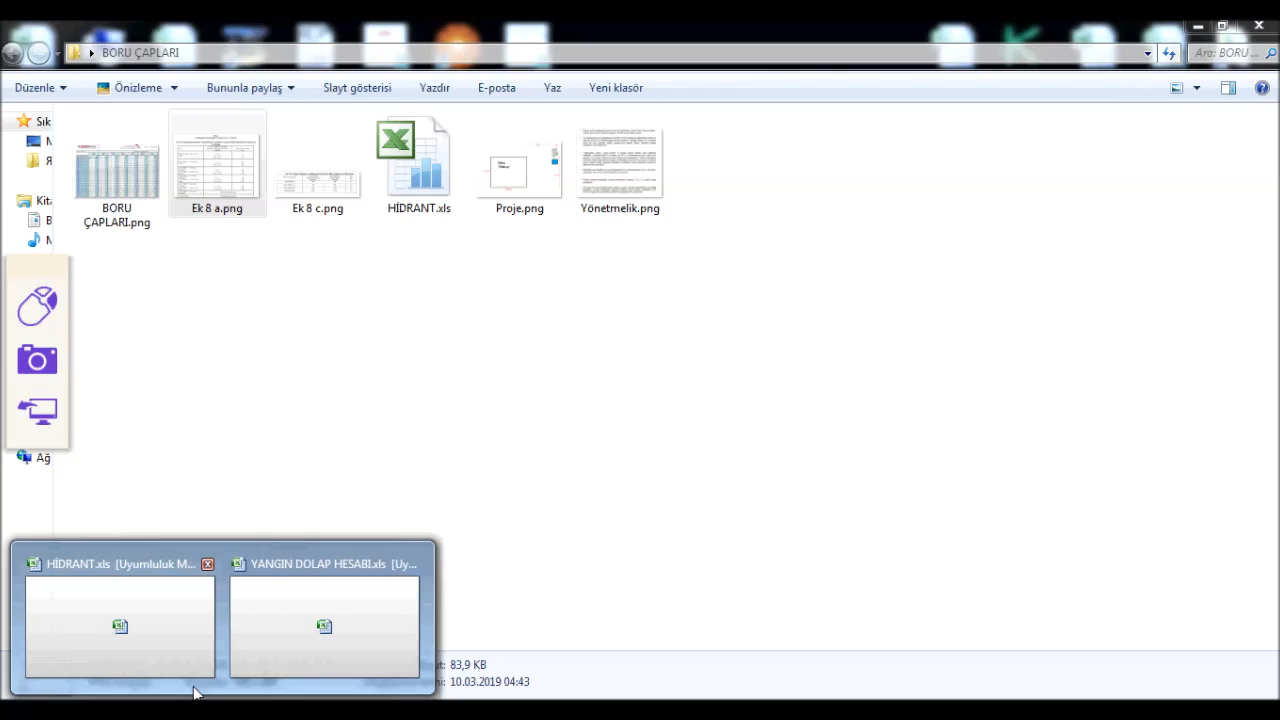 BORU ÇAPLARI
Ara: BORU ...
Düzenle
Önizleme
Bununla paylaş
Slayt gösterisi
Yazdır
E-posta
Yaz
Yeni klasör
Sık
Kita
Ağ
BORU
ÇAPLARI.png
Ek 8 a.png
Ek 8 c.png
HİDRANT.xls
Proje.png
Yönetmelik.png
HİDRANT.xls [Uyumluluk M...
YANGIN DOLAP HESABI.xls [Uy...
83,9 KB
10.03.2019 04:43